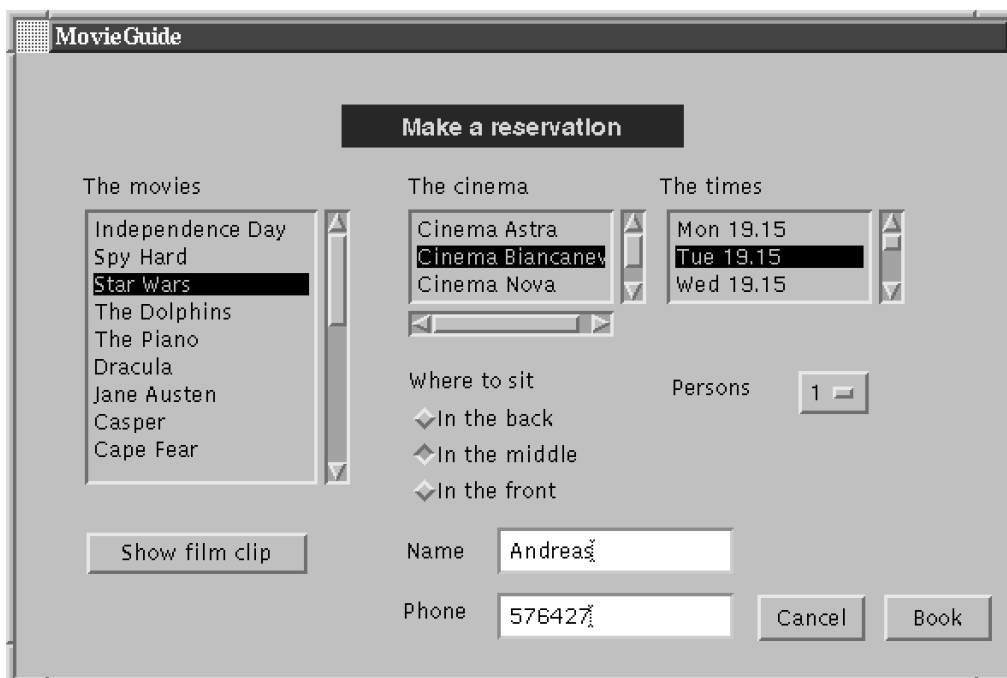 MovieGuide
Make a reservation
The movies
Independence Day
Spy Hard
Star Wars
The Dolphins
The Piano
Dracula
Jane Austen
Casper
Cape Fear
Show film clip
The cinema
Cinema Astra
Cinema Biancanev
Cinema Nova
The times
Mon 19.15
Tue 19.15
Wed 19.15
Where to sit
In the back
In the middle
In the front
Persons 1
Name Andreas
Phone 576427
Cancel Book